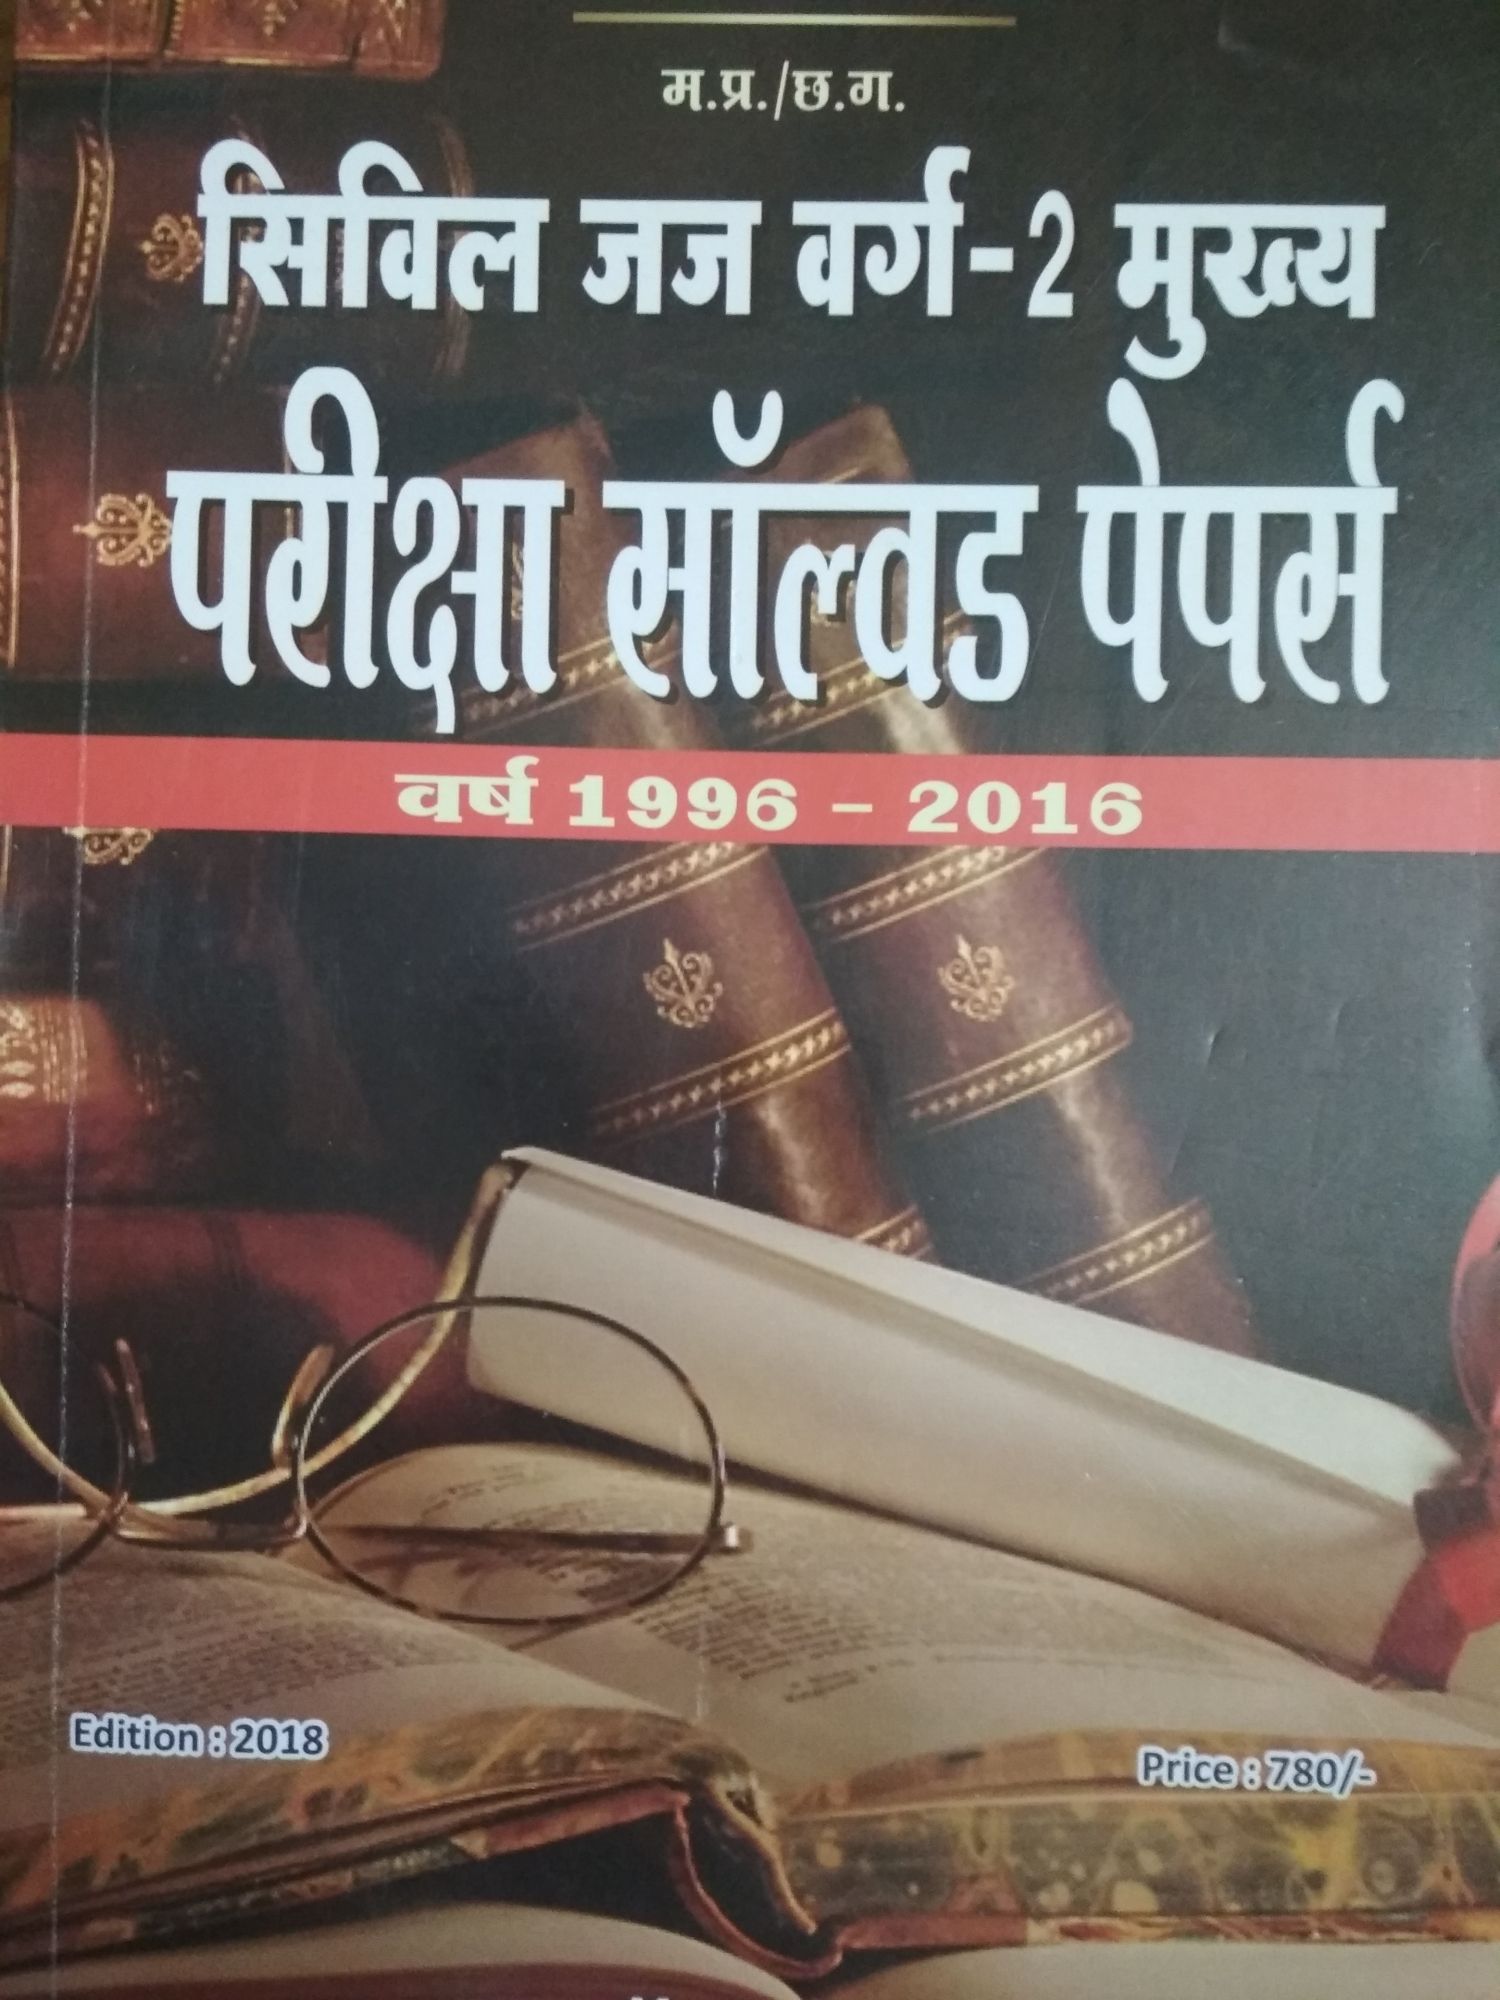 म.प्र./छ.ग.
सिविल जज वर्ग-2 मुख्य
परीक्षा सॉल्वड पेपर्स
वर्ष 1996 - 2016
Edition : 2018
Price : 780/-